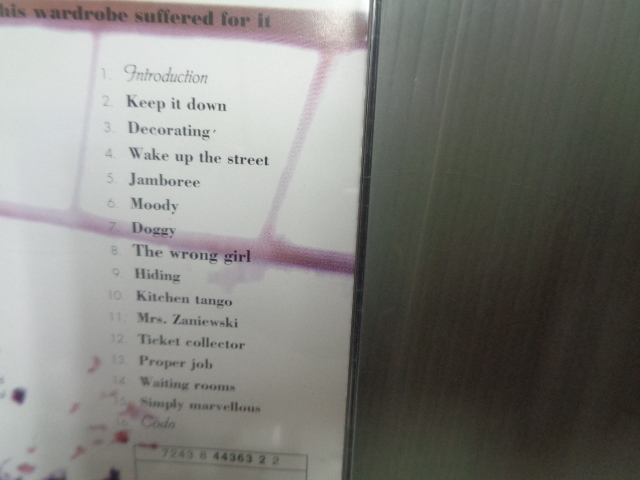 his wardrobe suffered for it
1. Introduction
2. Keep it down
3. Decorating
4. Wake up the street
5. Jamboree
6. Moody
7. Doggy
8. The wrong girl
9. Hiding
10. Kitchen tango
11. Mrs. Zaniewski
12. Ticket collector
13. Proper job
14. Waiting rooms
15. Simply marvellous
16. Coda
7243 8 44363 2 2